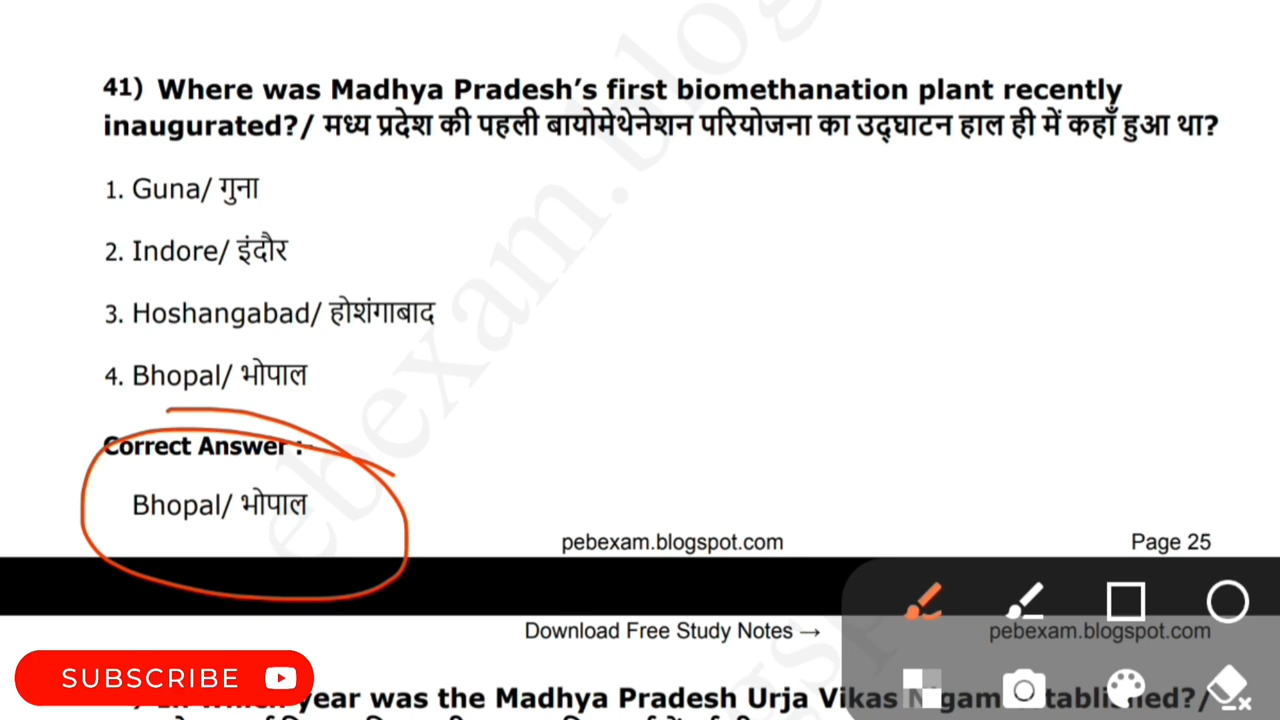 41) Where was Madhya Pradesh’s first biomethanation plant recently
inaugurated?/ मध्य प्रदेश की पहली बायोमेथेनेशन परियोजना का उद्घाटन हाल ही में कहाँ हुआ था?
1. Guna/ गुना
2. Indore/ इंदौर
3. Hoshangabad/ होशंगाबाद
4. Bhopal/ भोपाल
Correct Answer :-
Bhopal/ भोपाल
pebexam.blogspot.com Page 25
Download Free Study Notes → pebexam.blogspot.com
SUBSCRIBE
year was the Madhya Pradesh Urja Vikas